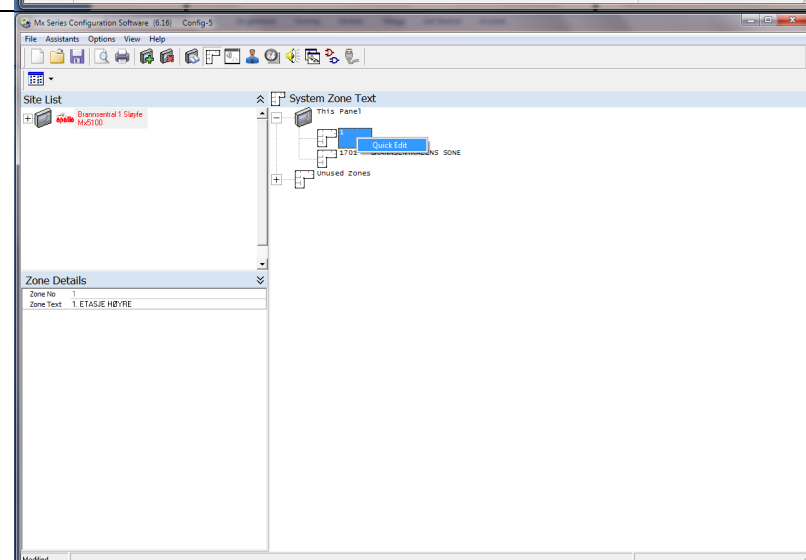 Mx Series Configuration Software (6.16) Config-5
File Assistants Options View Help
Site List
System Zone Text
apollo
Brannsentral 1 Sløyfe
Mx5100
This Panel
1
Quick Edit
1701
SONE
Unused Zones
Zone Details
Zone No 1
Zone Text 1. ETASJE HØYRE
Modified